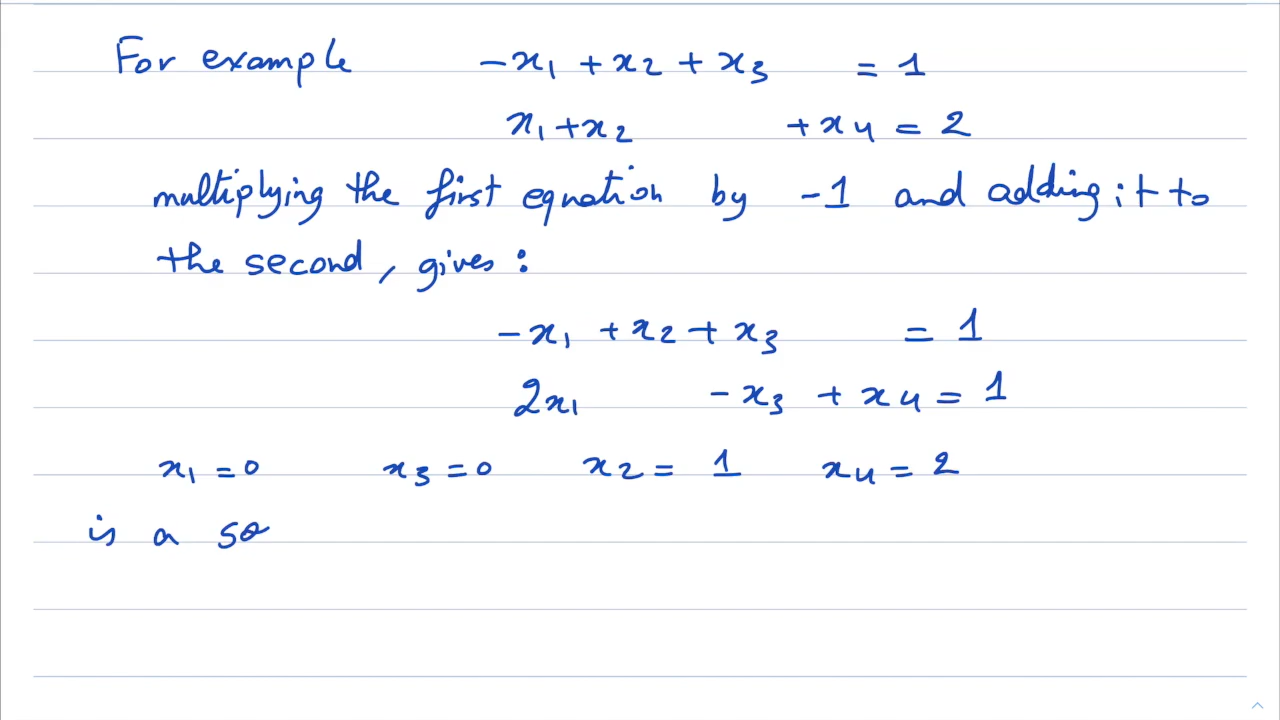 For example -x₁ + x₂ + x₃ = 1
x₁ + x₂ + x₄ = 2
multiplying the first equation by -1 and adding it to
the second, gives :
-x₁ + x₂ + x₃ = 1
2x₁ - x₃ + x₄ = 1
x₁ = 0 x₃ = 0 x₂ = 1 x₄ = 2
is a so